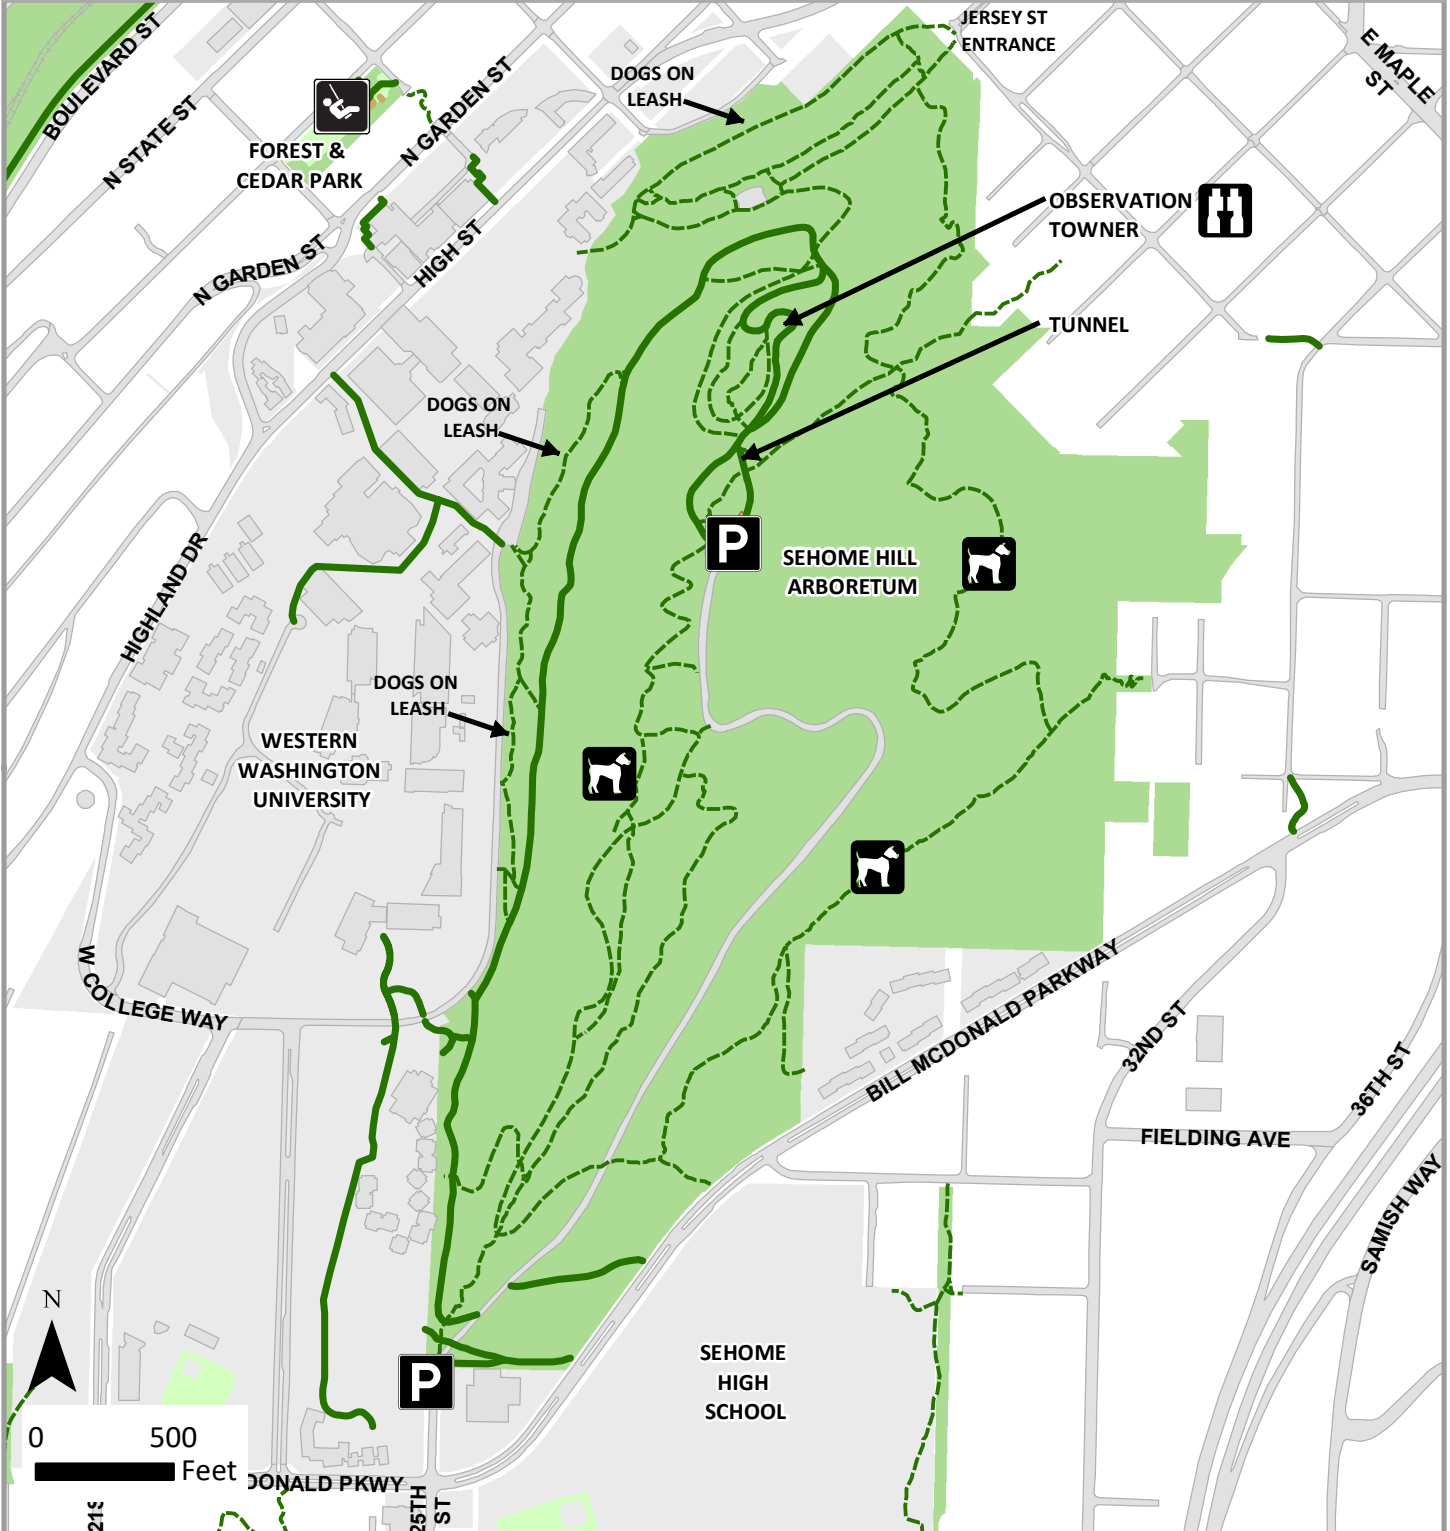 JERSEY ST
ENTRANCE
E MAPLE
ST
BOULEVARD ST
N STATE ST
N GARDEN ST
DOGS ON
LEASH
FOREST &
CEDAR PARK
OBSERVATION
TOWNER
N GARDEN ST
HIGH ST
TUNNEL
DOGS ON
LEASH
P
SEHOME HILL
ARBORETUM
HIGHLAND DR
DOGS ON
LEASH
WESTERN
WASHINGTON
UNIVERSITY
W COLLEGE WAY
BILL MCDONALD PARKWAY
32ND ST
36TH ST
FIELDING AVE
SAMISH WAY
N
SEHOME
HIGH
SCHOOL
P
0 500
Feet
DONALD PKWY
25TH
ST
21S